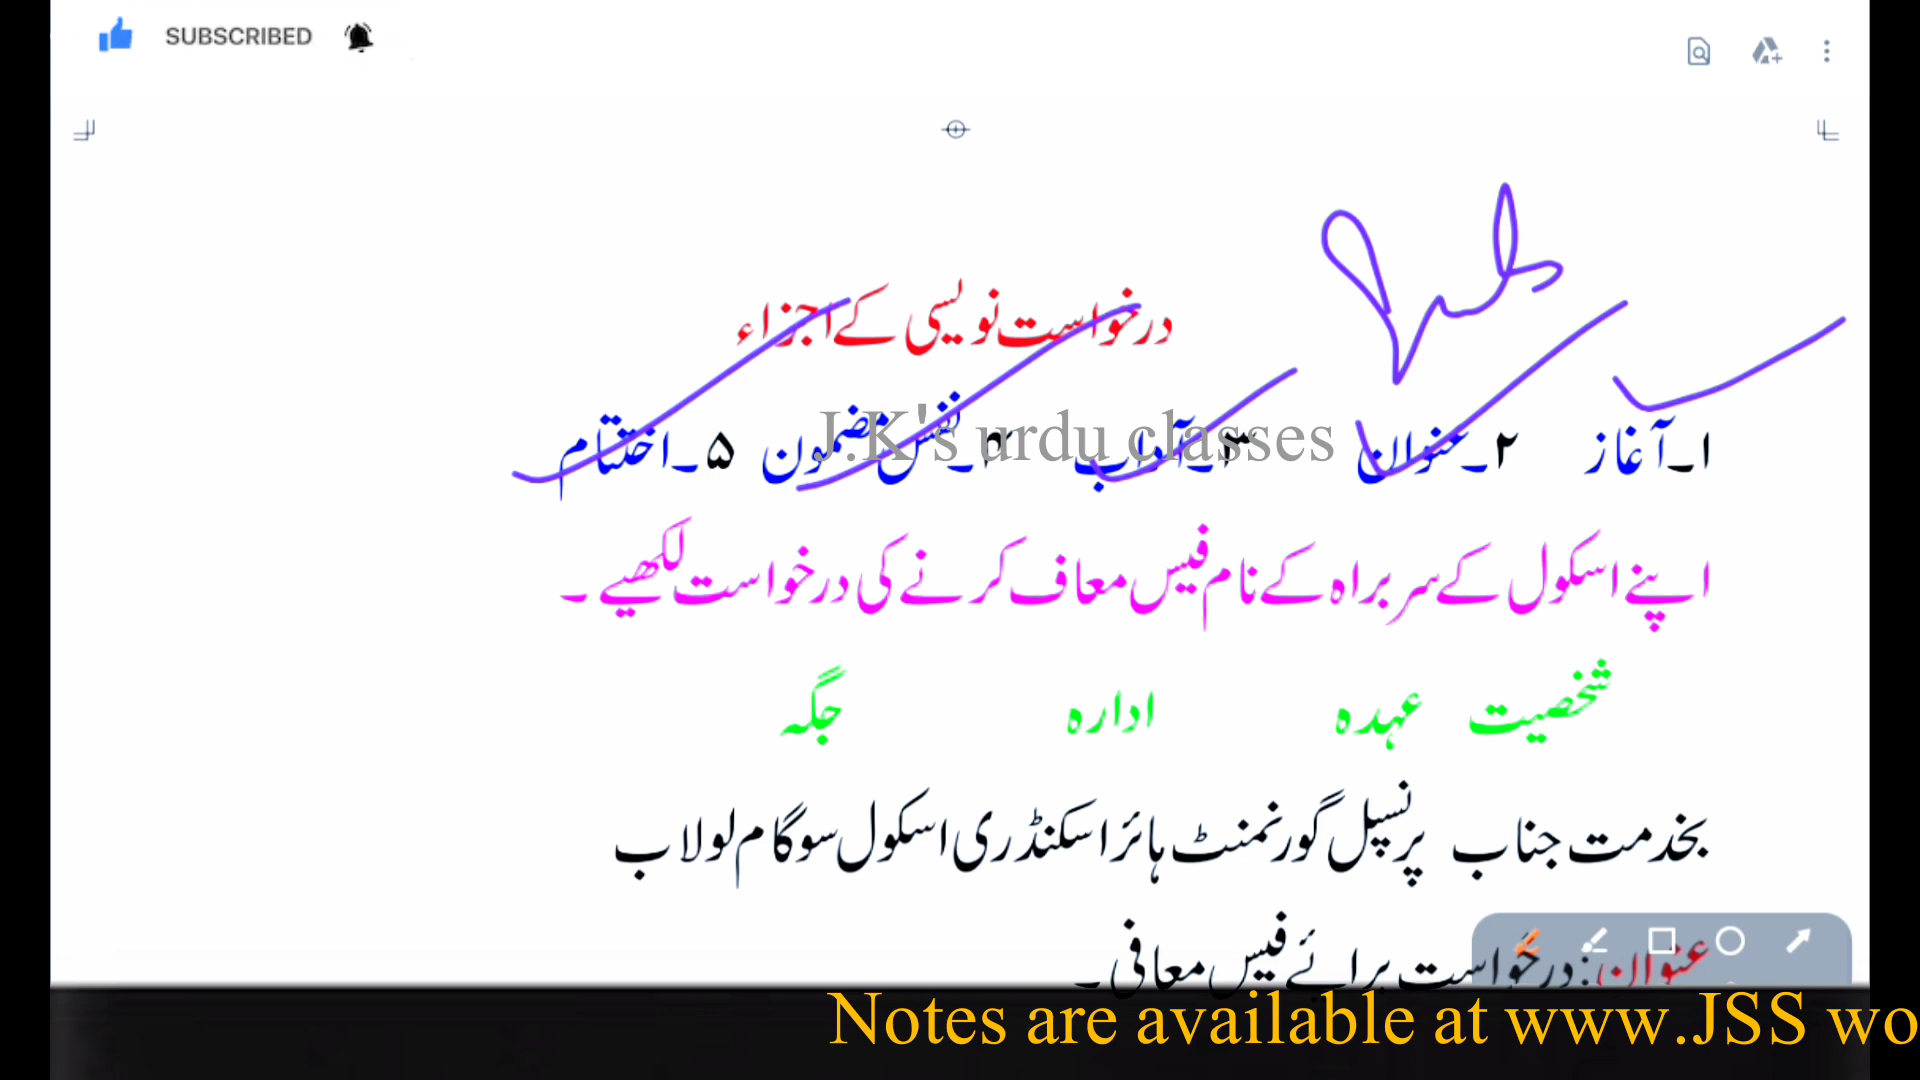 SUBSCRIBED
درخواست نویسی کے اجزاء
۱۔آغاز ۲۔عنوان ۳۔آداب ۴۔نفس مضمون ۵۔اختتام
J.K's urdu classes
اپنے اسکول کے سربراہ کے نام فیس معاف کرنے کی درخواست لکھیے ۔
شخصیت عہدہ ادارہ جگہ
بخدمت جناب پرنسپل گورنمنٹ ہائراسکنڈری اسکول سوگام لولاب
عنوان : درخواست برائے فیس معافی ۔
Notes are available at www.JSS wo